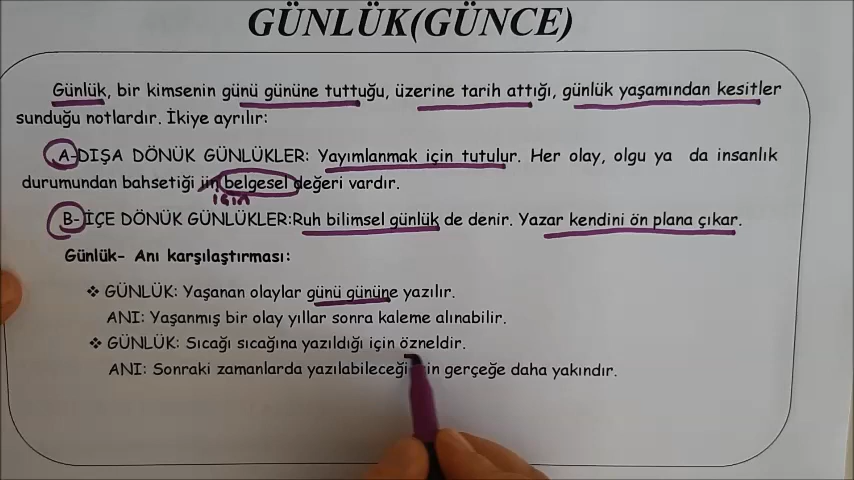 GÜNLÜK(GÜNCE)
Günlük, bir kimsenin günü gününe tuttuğu, üzerine tarih attığı, günlük yaşamından kesitler
sunduğu notlardır. İkiye ayrılır:
A-DIŞA DÖNÜK GÜNLÜKLER: Yayımlanmak için tutulur. Her olay, olgu ya da insanlık
durumundan bahsetiği belgesel değeri vardır.
için
B-İÇE DÖNÜK GÜNLÜKLER:Ruh bilimsel günlük de denir. Yazar kendini ön plana çıkar.
Günlük- Anı karşılaştırması:
❖ GÜNLÜK: Yaşanan olaylar günü gününe yazılır.
ANI: Yaşanmış bir olay yıllar sonra kaleme alınabilir.
❖ GÜNLÜK: Sıcağı sıcağına yazıldığı için özneldir.
ANI: Sonraki zamanlarda yazılabileceği gerçeğe daha yakındır.